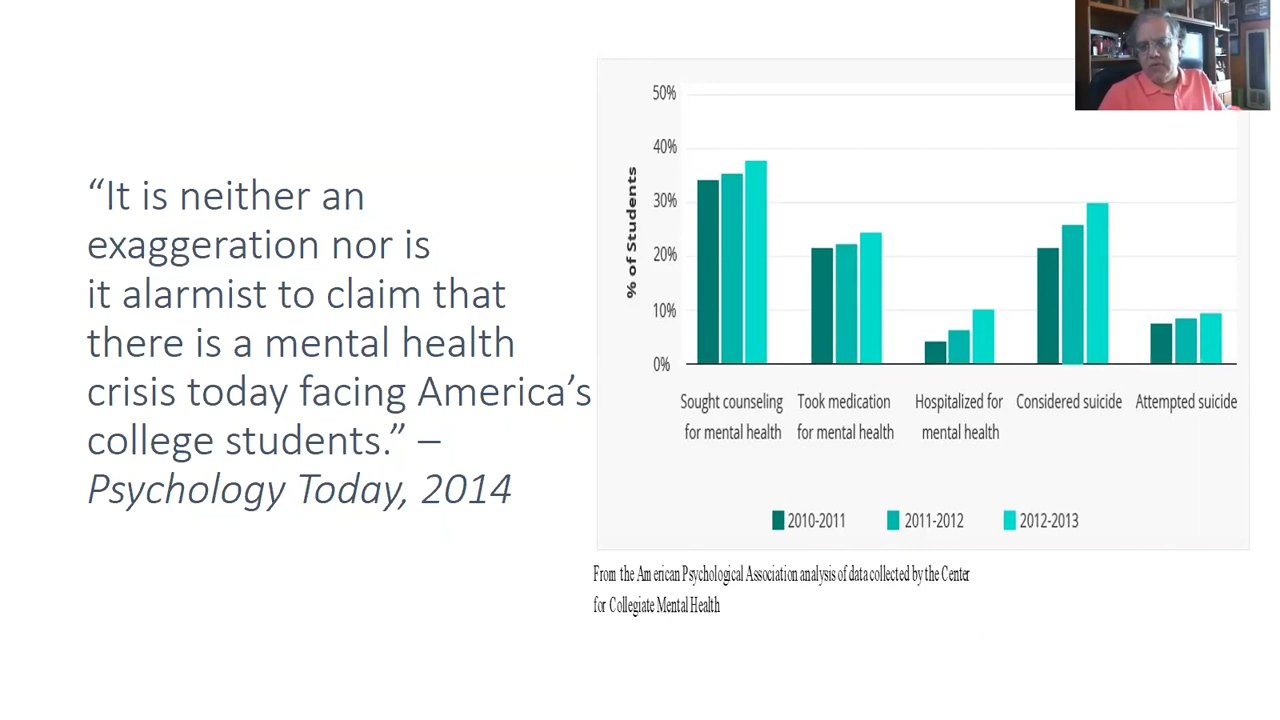 “It is neither an
exaggeration nor is
it alarmist to claim that
there is a mental health
crisis today facing America’s
college students.” –
Psychology Today, 2014
% of Students
50%
40%
30%
20%
10%
0%
Sought counseling
for mental health
Took medication
for mental health
Hospitalized for
mental health
Considered suicide
Attempted suicide
2010-2011
2011-2012
2012-2013
From the American Psychological Association analysis of data collected by the Center
for Collegiate Mental Health